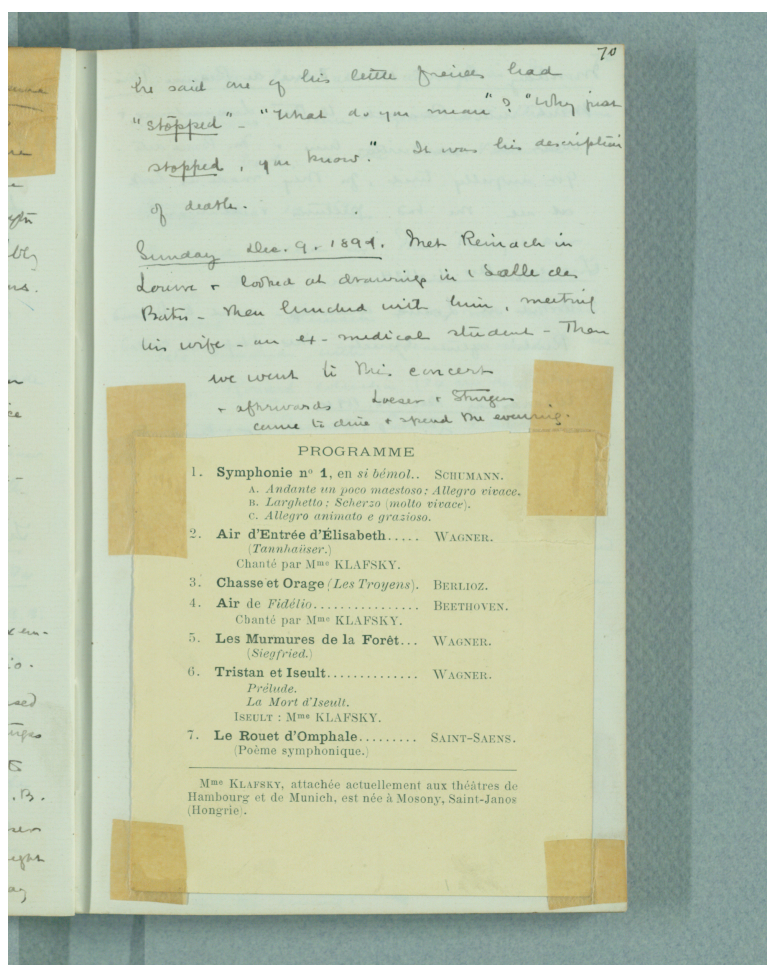 70
he said one of his little friends had
"stopped" - "What do you mean"? "Why just
stopped, you know." It was his description
of death.
Sunday Dec. 9. 1894. Met Reinach in
Louvre + looked at drawings in Salle des
Boîtes - Then lunched with him, meeting
his wife - an ex-medical student - Then
we went to this concert
+ afterwards Loeser + Sturges
came to dine + spend the evening.
PROGRAMME
1. Symphonie nº 1, en si bémol.. SCHUMANN.
A. Andante un poco maestoso; Allegro vivace.
B. Larghetto; Scherzo (molto vivace).
C. Allegro animato e grazioso.
2. Air d'Entrée d'Élisabeth..... WAGNER.
(Tannhaüser.)
Chanté par Mme KLAFSKY.
3. Chasse et Orage (Les Troyens). BERLIOZ.
4. Air de Fidélio................ BEETHOVEN.
Chanté par Mme KLAFSKY.
5. Les Murmures de la Forêt... WAGNER.
(Siegfried.)
6. Tristan et Iseult.............. WAGNER.
Prélude.
La Mort d'Iseult.
ISEULT : Mme KLAFSKY.
7. Le Rouet d'Omphale......... SAINT-SAENS.
(Poème symphonique.)
Mme KLAFSKY, attachée actuellement aux théâtres de
Hambourg et de Munich, est née à Mosony, Saint-Janos
(Hongrie).